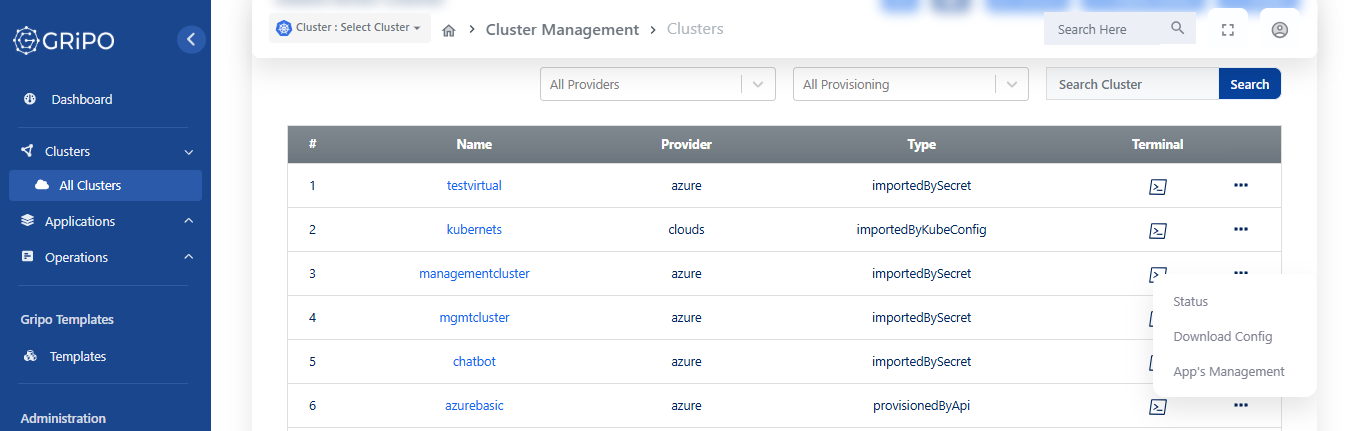 GRiPO
Dashboard
Clusters
All Clusters
Applications
Operations
Gripo Templates
Templates
Administration
Cluster : Select Cluster
Cluster Management
Clusters
Search Here
All Providers
All Provisioning
Search Cluster
Search
# Name Provider Type Terminal
1 testvirtual azure importedBySecret
2 kubernets clouds importedByKubeConfig
3 managementcluster azure importedBySecret
4 mgmtcluster azure importedBySecret
5 chatbot azure importedBySecret
6 azurebasic azure provisionedByApi
Status
Download Config
App's Management